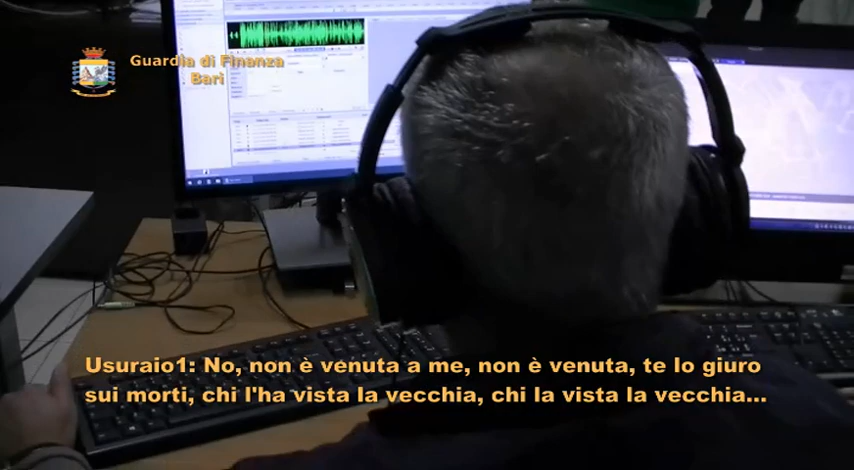 Guardia di Finanza
Bari
Usuraio1: No, non è venuta a me, non è venuta, te lo giuro
sui morti, chi l'ha vista la vecchia, chi la vista la vecchia...